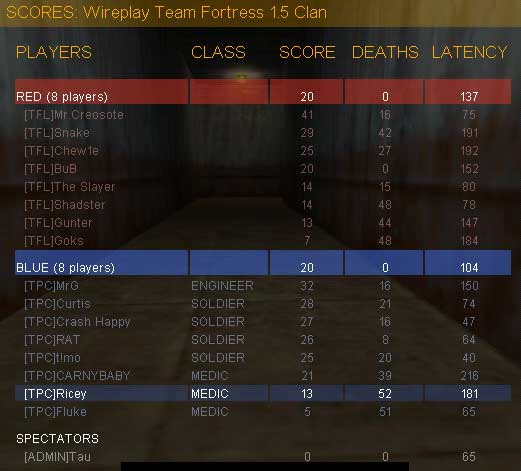 SCORES: Wireplay Team Fortress 1.5 Clan
PLAYERS CLASS SCORE DEATHS LATENCY
RED (8 players) 20 0 137
[TFL]Mr.Creosote 41 16 75
[TFL]Snake 29 42 191
[TFL]Chew1e 25 27 192
[TFL]BuB 20 0 152
[TFL]The Slayer 14 15 80
[TFL]Shadster 14 48 78
[TFL]Gunter 13 44 147
[TFL]Goks 7 48 184
BLUE (8 players) 20 0 104
[TPC]MrG ENGINEER 32 16 150
[TPC]Curtis SOLDIER 28 21 74
[TPC]Crash Happy SOLDIER 27 16 47
[TPC]RAT SOLDIER 26 8 64
[TPC]tImo SOLDIER 25 20 40
[TPC]CARNYBABY MEDIC 21 39 216
[TPC]Ricey MEDIC 13 52 181
[TPC]Fluke MEDIC 5 51 65
SPECTATORS
[ADMIN]Tau 0 0 65